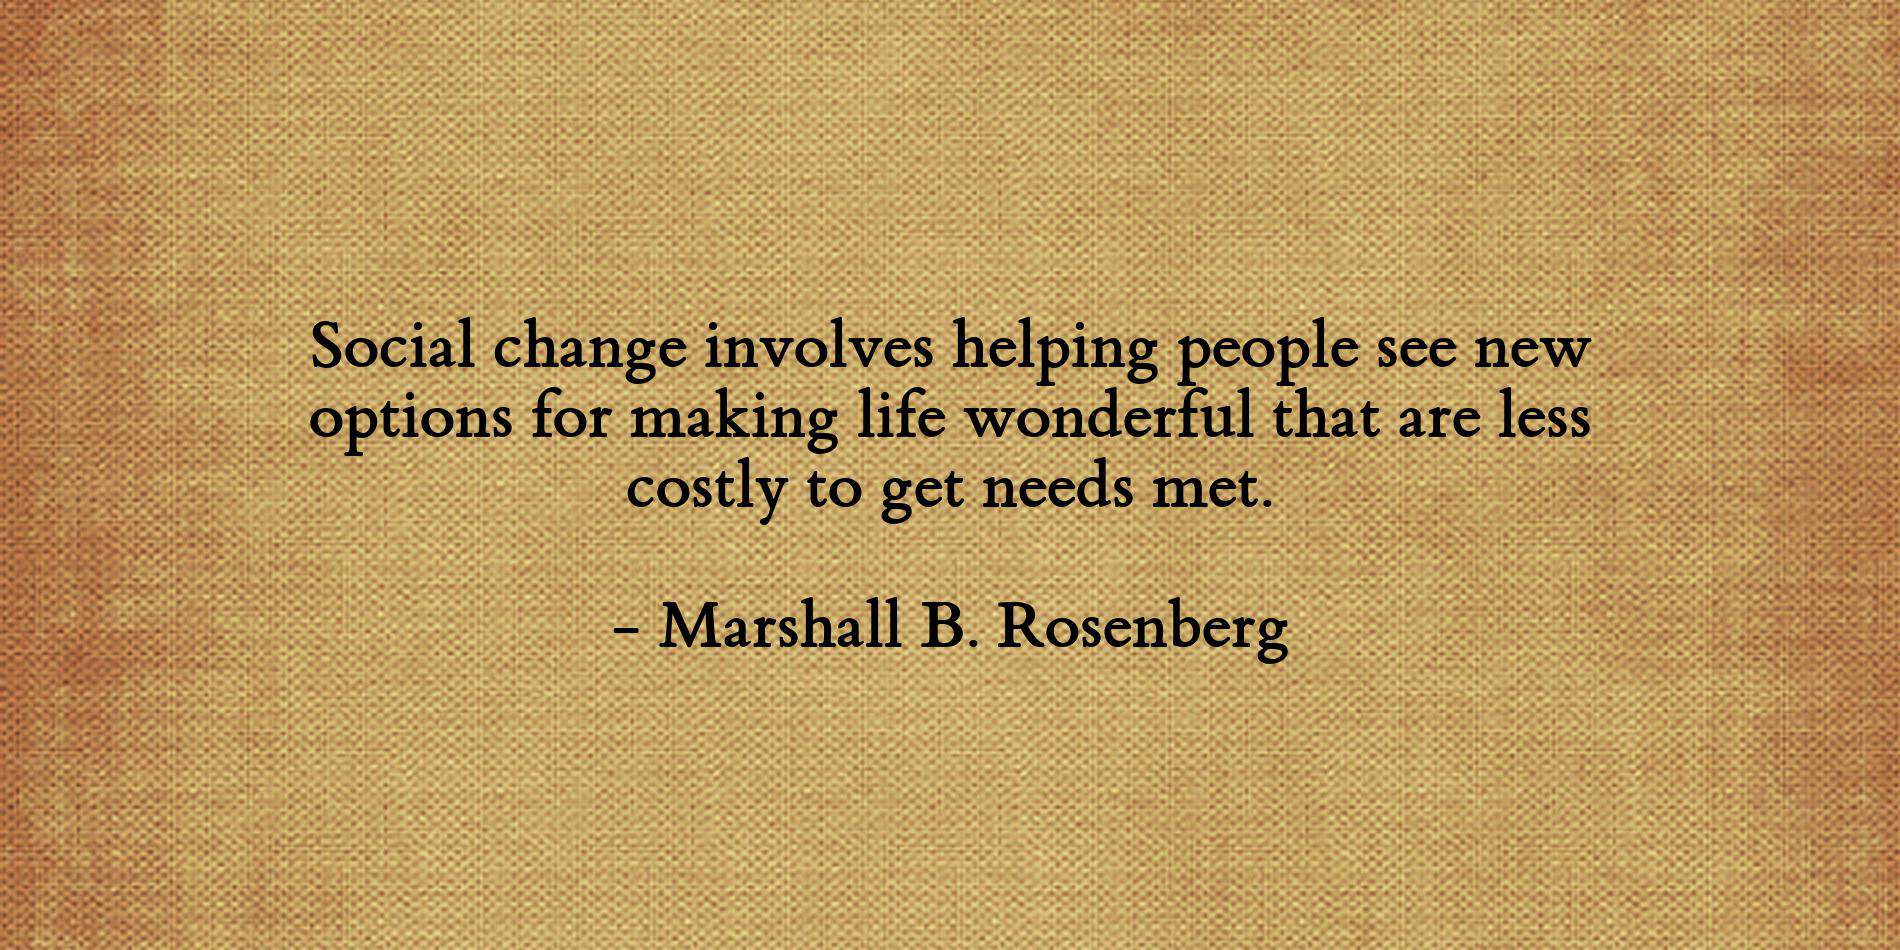 Social change involves helping people see new
options for making life wonderful that are less
costly to get needs met.
– Marshall B. Rosenberg